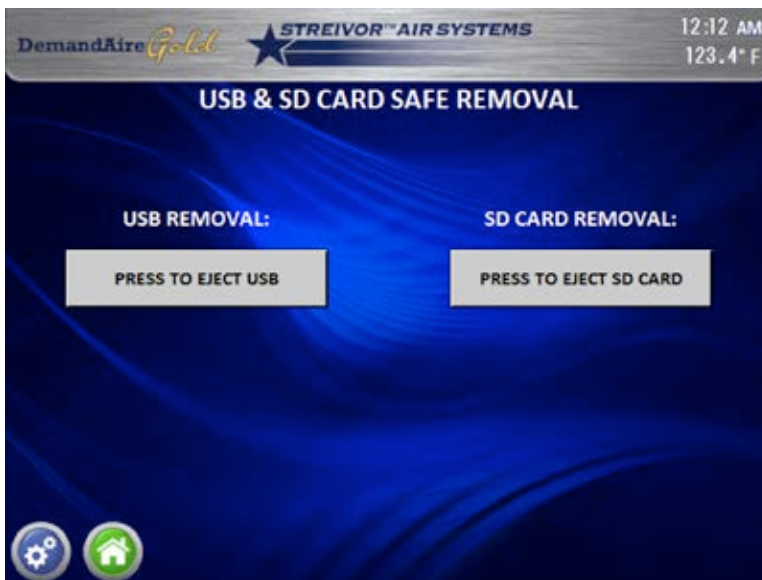 DemandAire Gold
STREIVOR™ AIR SYSTEMS
12:12 AM
123.4° F
USB & SD CARD SAFE REMOVAL
USB REMOVAL:
SD CARD REMOVAL:
PRESS TO EJECT USB
PRESS TO EJECT SD CARD